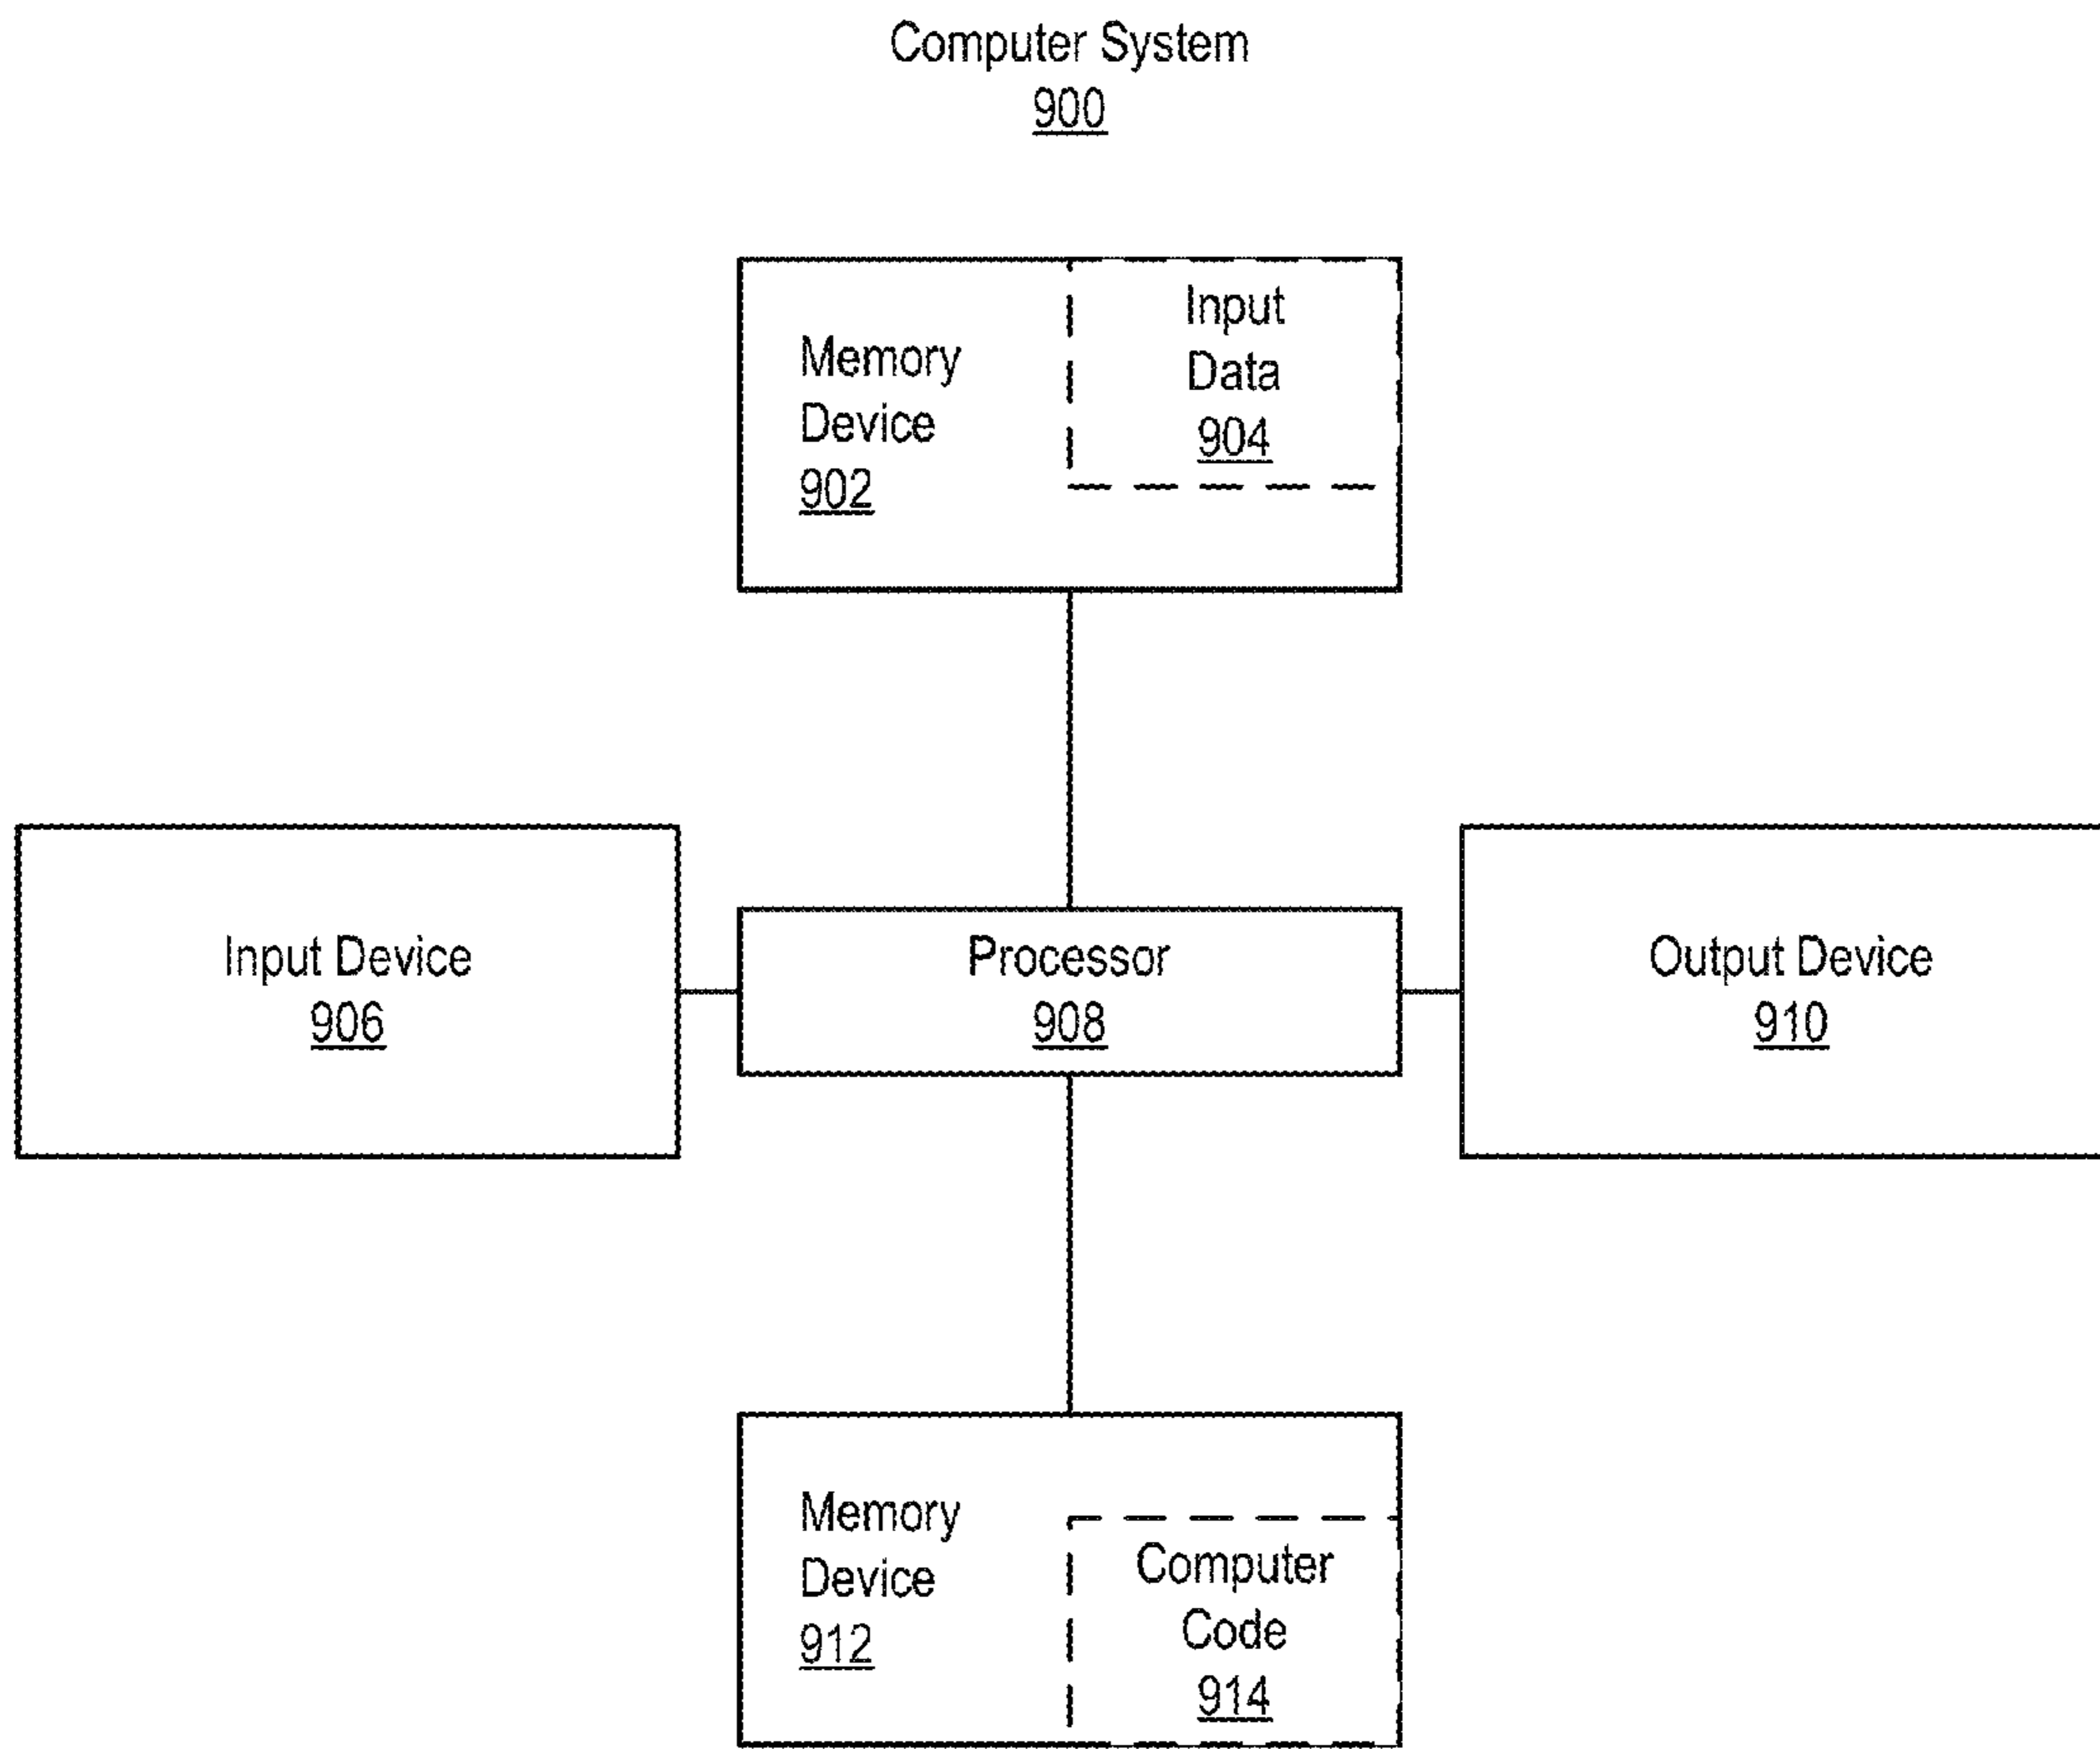 Computer System
900
Memory
Device
902
Input
Data
904
Input Device
906
Processor
908
Output Device
910
Memory
Device
912
Computer
Code
914